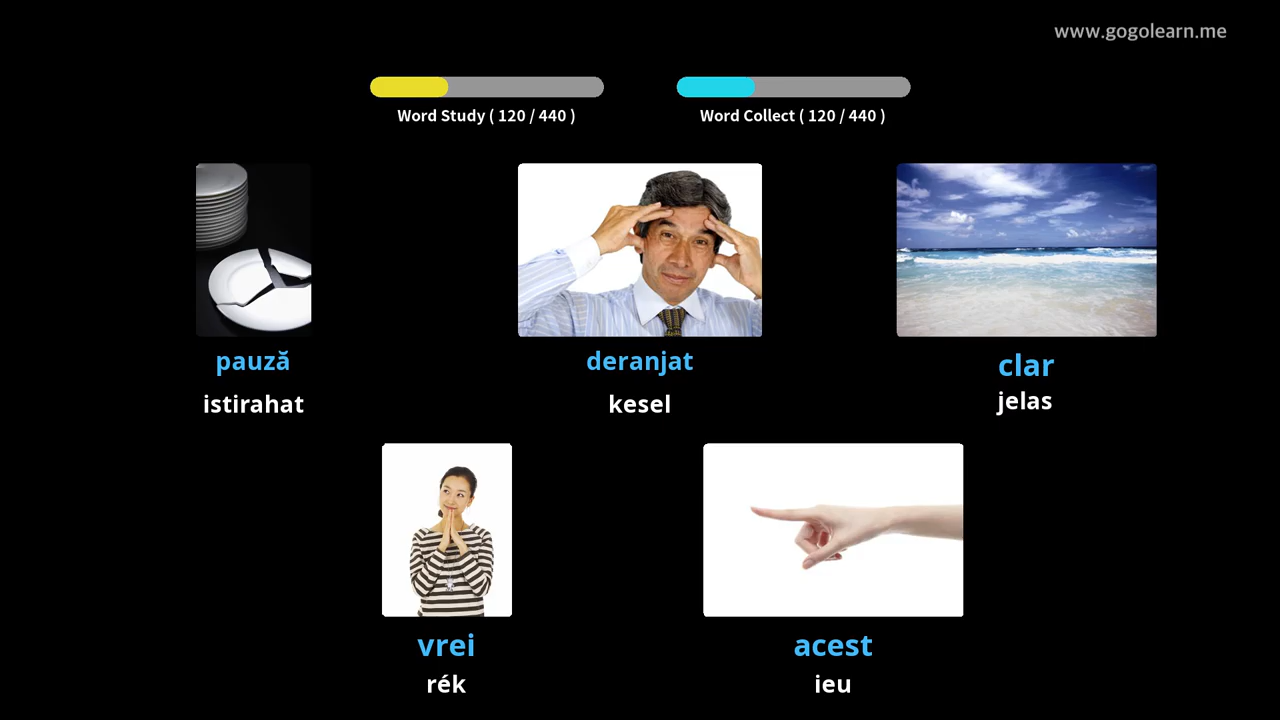 www.gogolearn.me
Word Study ( 120 / 440 )
Word Collect ( 120 / 440 )
pauză
istirahat
deranjat
kesel
clar
jelas
vrei
rék
acest
ieu